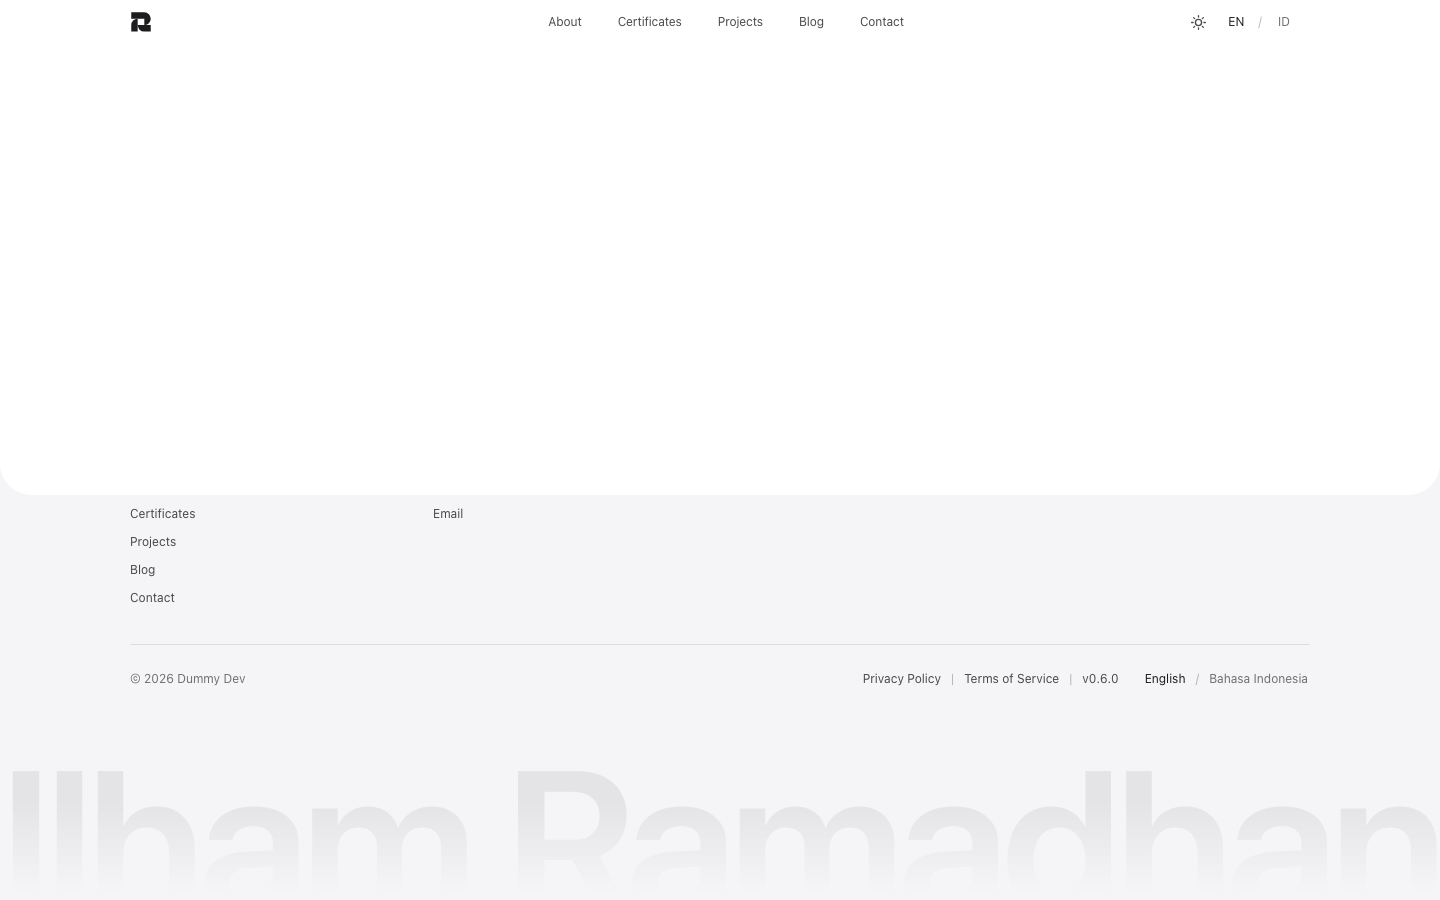 About Certificates Projects Blog Contact EN / ID
Certificates Email
Projects
Blog
Contact
© 2026 Dummy Dev Privacy Policy | Terms of Service | v0.6.0 English / Bahasa Indonesia
Ilham Ramadhan